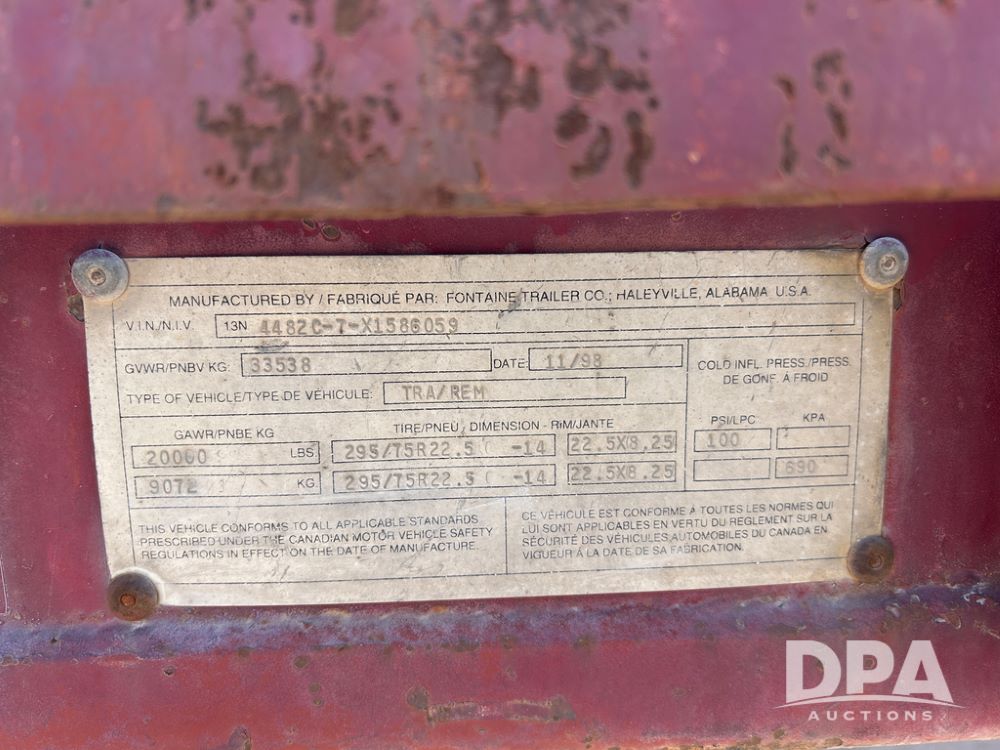 MANUFACTURED BY / FABRIQUÉ PAR: FONTAINE TRAILER CO.; HALEYVILLE, ALABAMA U.S.A.
V.I.N./N.I.V. 13N 4482C-7-X1586059
GVWR/PNBV KG: 33538 DATE: 11/98
TYPE OF VEHICLE/TYPE DE VÉHICULE: TRA/REM
COLD INFL. PRESS./PRESS.
DE GONF. À FROID
GAWR/PNBE KG TIRE/PNEU DIMENSION - RIM/JANTE PSI/LPC KPA
20000 LBS 295/75R22.5 ( -14 22.5X8.25 100
9072 KG 295/75R22.5 ( -14 22.5X8.25 690
THIS VEHICLE CONFORMS TO ALL APPLICABLE STANDARDS
PRESCRIBED UNDER THE CANADIAN MOTOR VEHICLE SAFETY
REGULATIONS IN EFFECT ON THE DATE OF MANUFACTURE.
CE VÉHICULE EST CONFORME À TOUTES LES NORMES QUI
LUI SONT APPLICABLES EN VERTU DU REGLEMENT SUR LA
SÉCURITÉ DES VÉHICULES AUTOMOBILES DU CANADA EN
VIGUEUR À LA DATE DE SA FABRICATION.
DPA
AUCTIONS